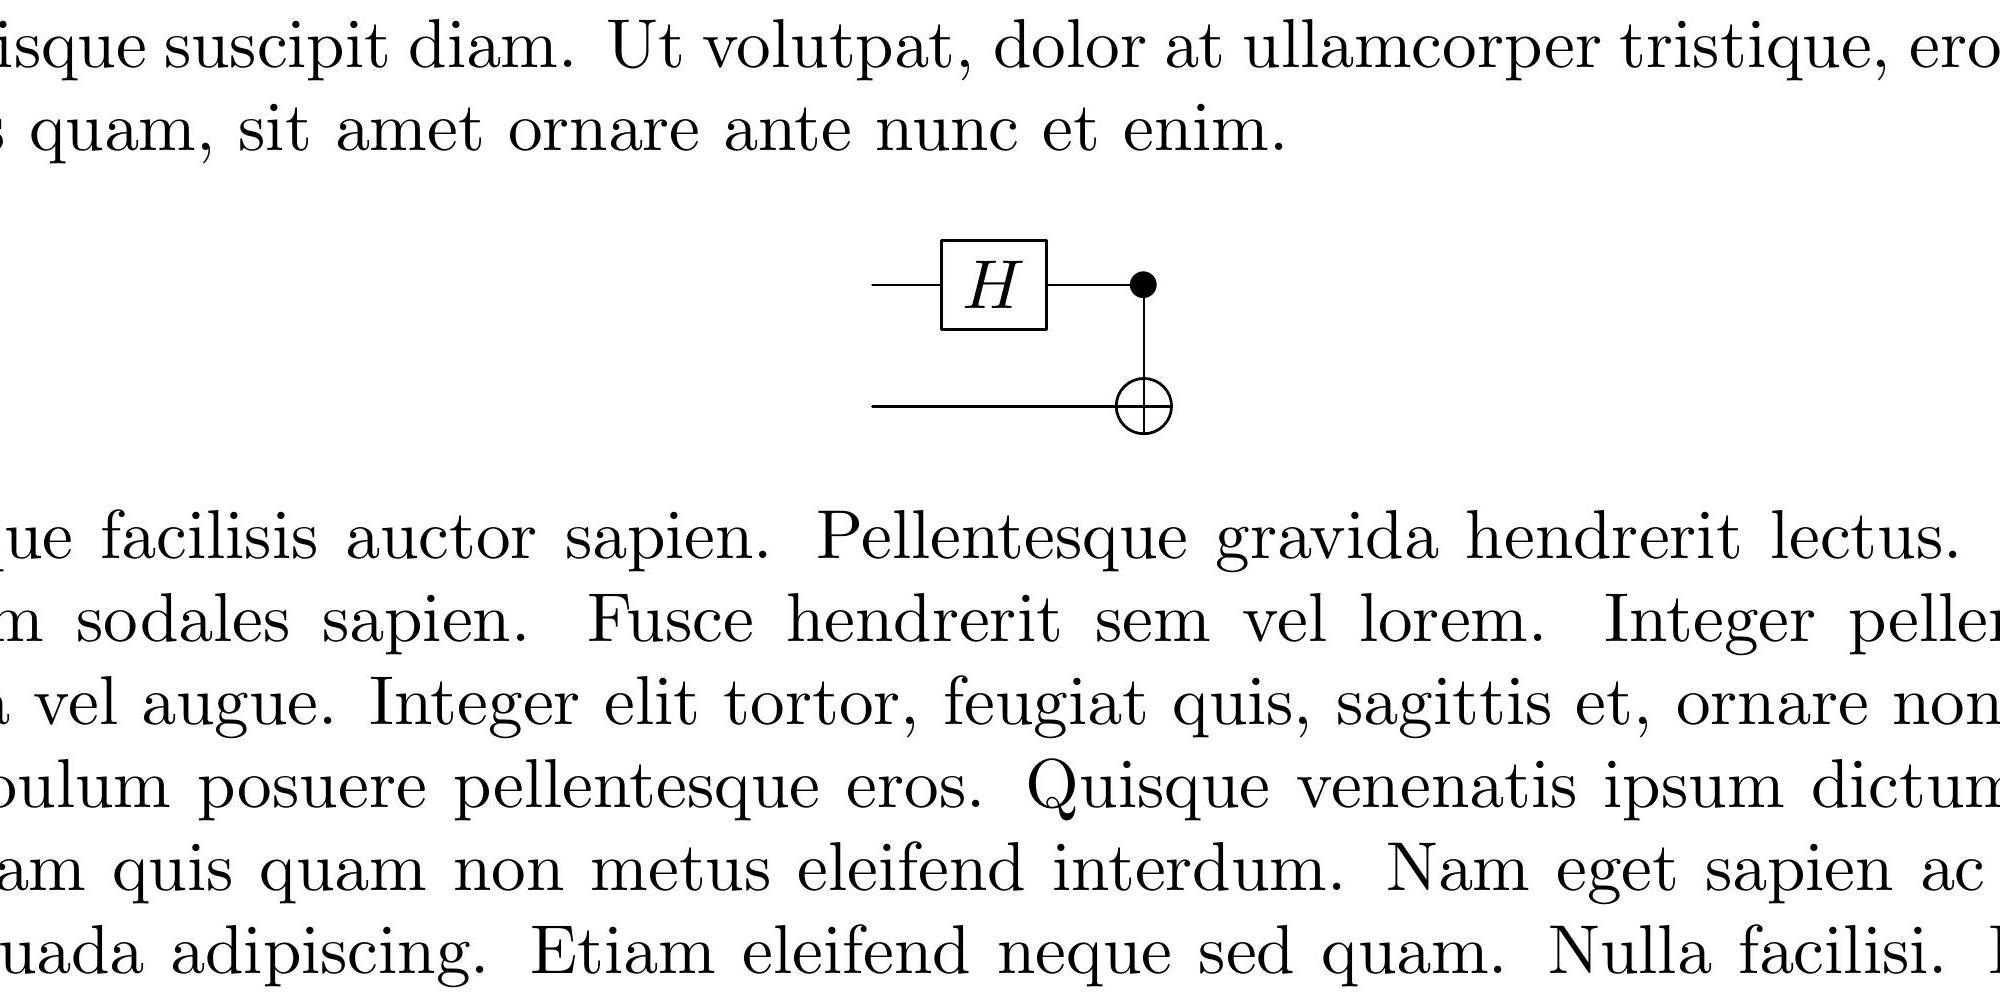 isque suscipit diam. Ut volutpat, dolor at ullamcorper tristique, ero
s quam, sit amet ornare ante nunc et enim.
H
ue facilisis auctor sapien. Pellentesque gravida hendrerit lectus.
m sodales sapien. Fusce hendrerit sem vel lorem. Integer pelle
vel augue. Integer elit tortor, feugiat quis, sagittis et, ornare non
bulum posuere pellentesque eros. Quisque venenatis ipsum dictum
am quis quam non metus eleifend interdum. Nam eget sapien ac
uada adipiscing. Etiam eleifend neque sed quam. Nulla facilisi.